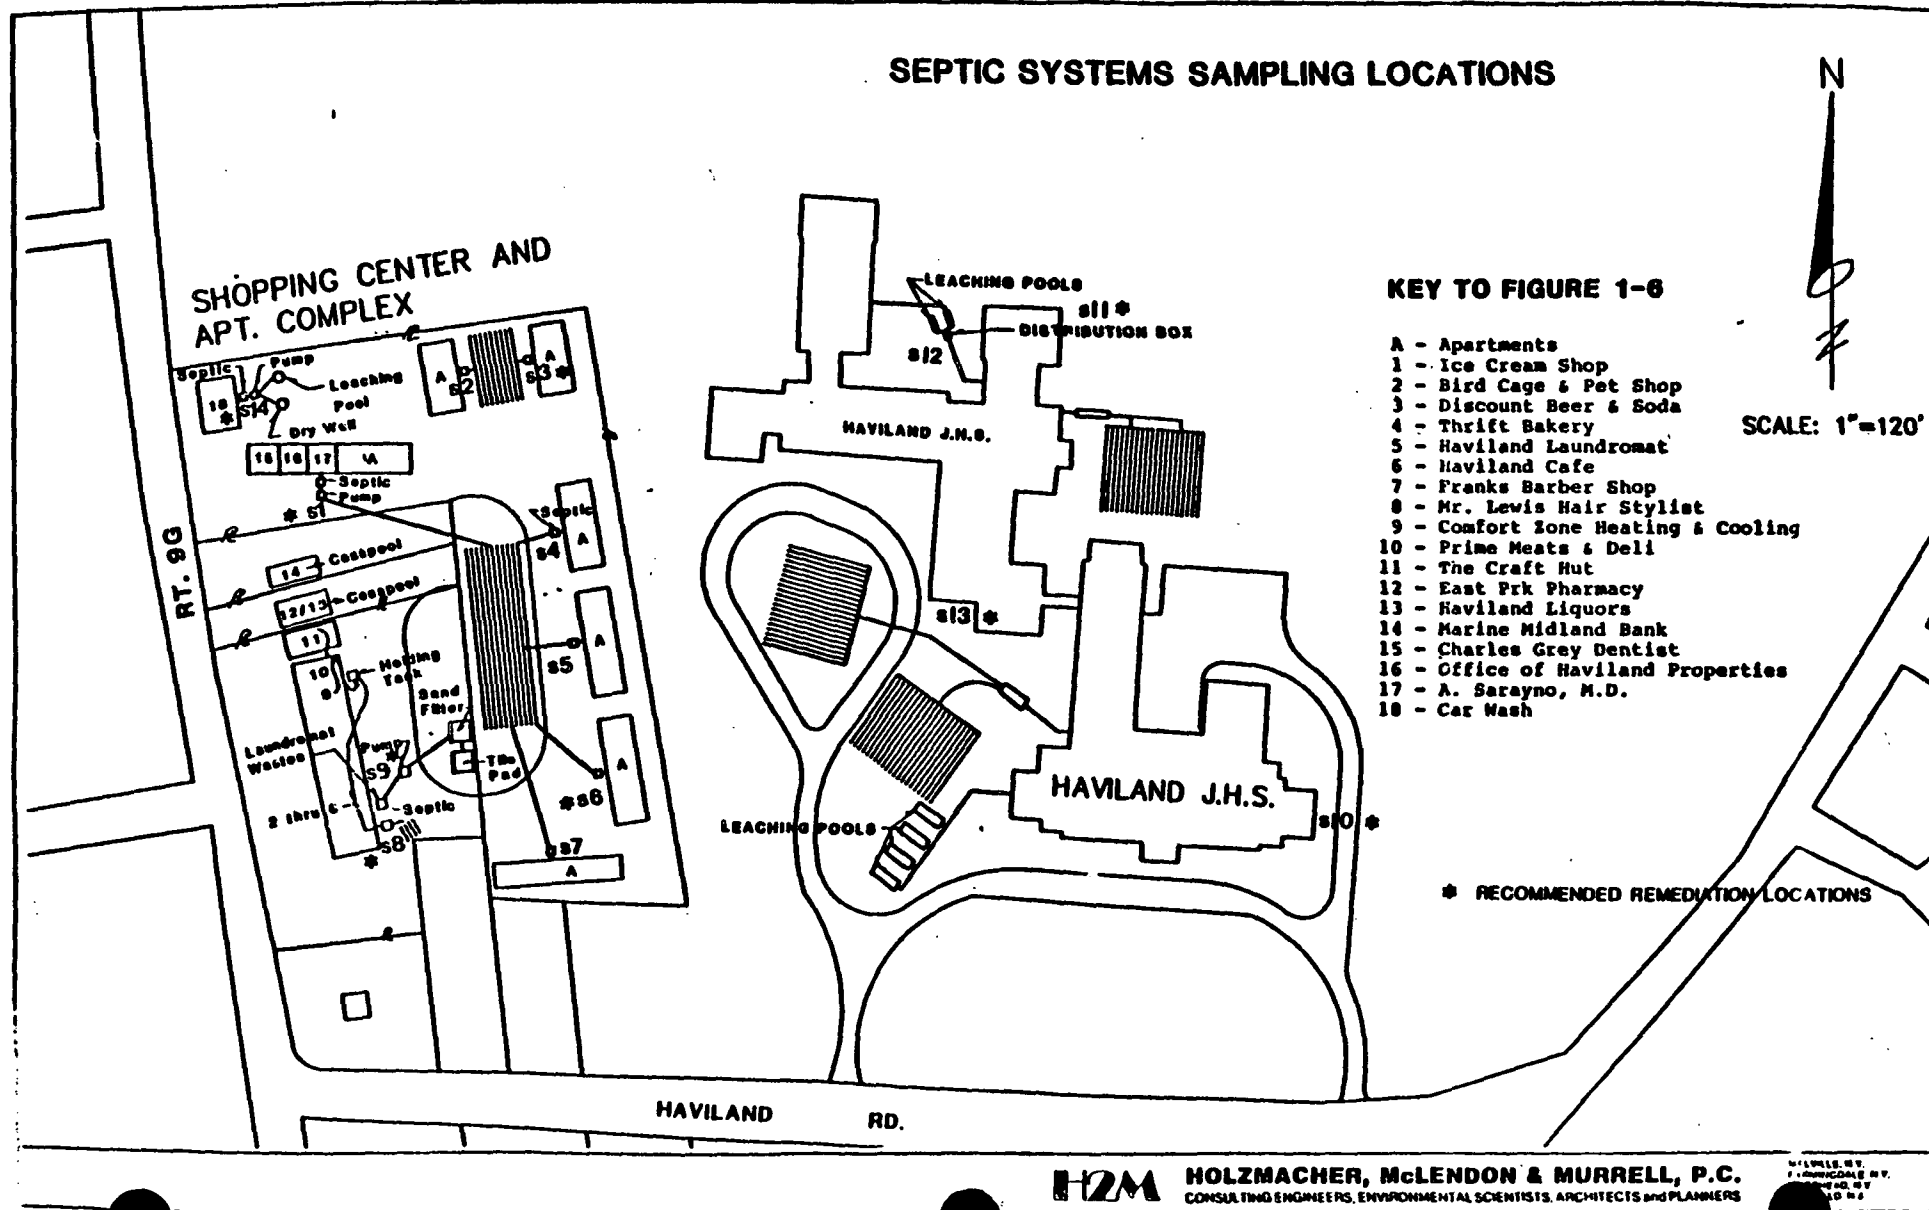 SEPTIC SYSTEMS SAMPLING LOCATIONS
N
SCALE: 1"=120'
SHOPPING CENTER AND
APT. COMPLEX
Septic
Pump
Leaching
Pool
Dry Well
18
*
S14
A
s2
A
s3*
15
16
17
A
Septic
Pump
* s1
RT. 9G
14
Cesspool
12/13
Cesspool
11
10
Holding
Tank
Sand
Filter
Laundromat
Wastes
Pump
*
s9
Tile
Pad
2 thru 6
Septic
s8
*
Septic
s4
A
s5
A
*s6
A
s7
A
LEACHING POOLS
s11*
DISTRIBUTION BOX
s12
HAVILAND J.H.S.
s13 *
HAVILAND J.H.S.
s10 *
LEACHING POOLS
KEY TO FIGURE 1-6
A - Apartments
1 - Ice Cream Shop
2 - Bird Cage & Pet Shop
3 - Discount Beer & Soda
4 - Thrift Bakery
5 - Haviland Laundromat
6 - Haviland Cafe
7 - Franks Barber Shop
8 - Mr. Lewis Hair Stylist
9 - Comfort Zone Heating & Cooling
10 - Prime Meats & Deli
11 - The Craft Hut
12 - East Prk Pharmacy
13 - Haviland Liquors
14 - Marine Midland Bank
15 - Charles Grey Dentist
16 - Office of Haviland Properties
17 - A. Sarayno, M.D.
18 - Car Wash
* RECOMMENDED REMEDIATION LOCATIONS
HAVILAND RD.
H2M
HOLZMACHER, McLENDON & MURRELL, P.C.
CONSULTING ENGINEERS, ENVIRONMENTAL SCIENTISTS, ARCHITECTS and PLANNERS